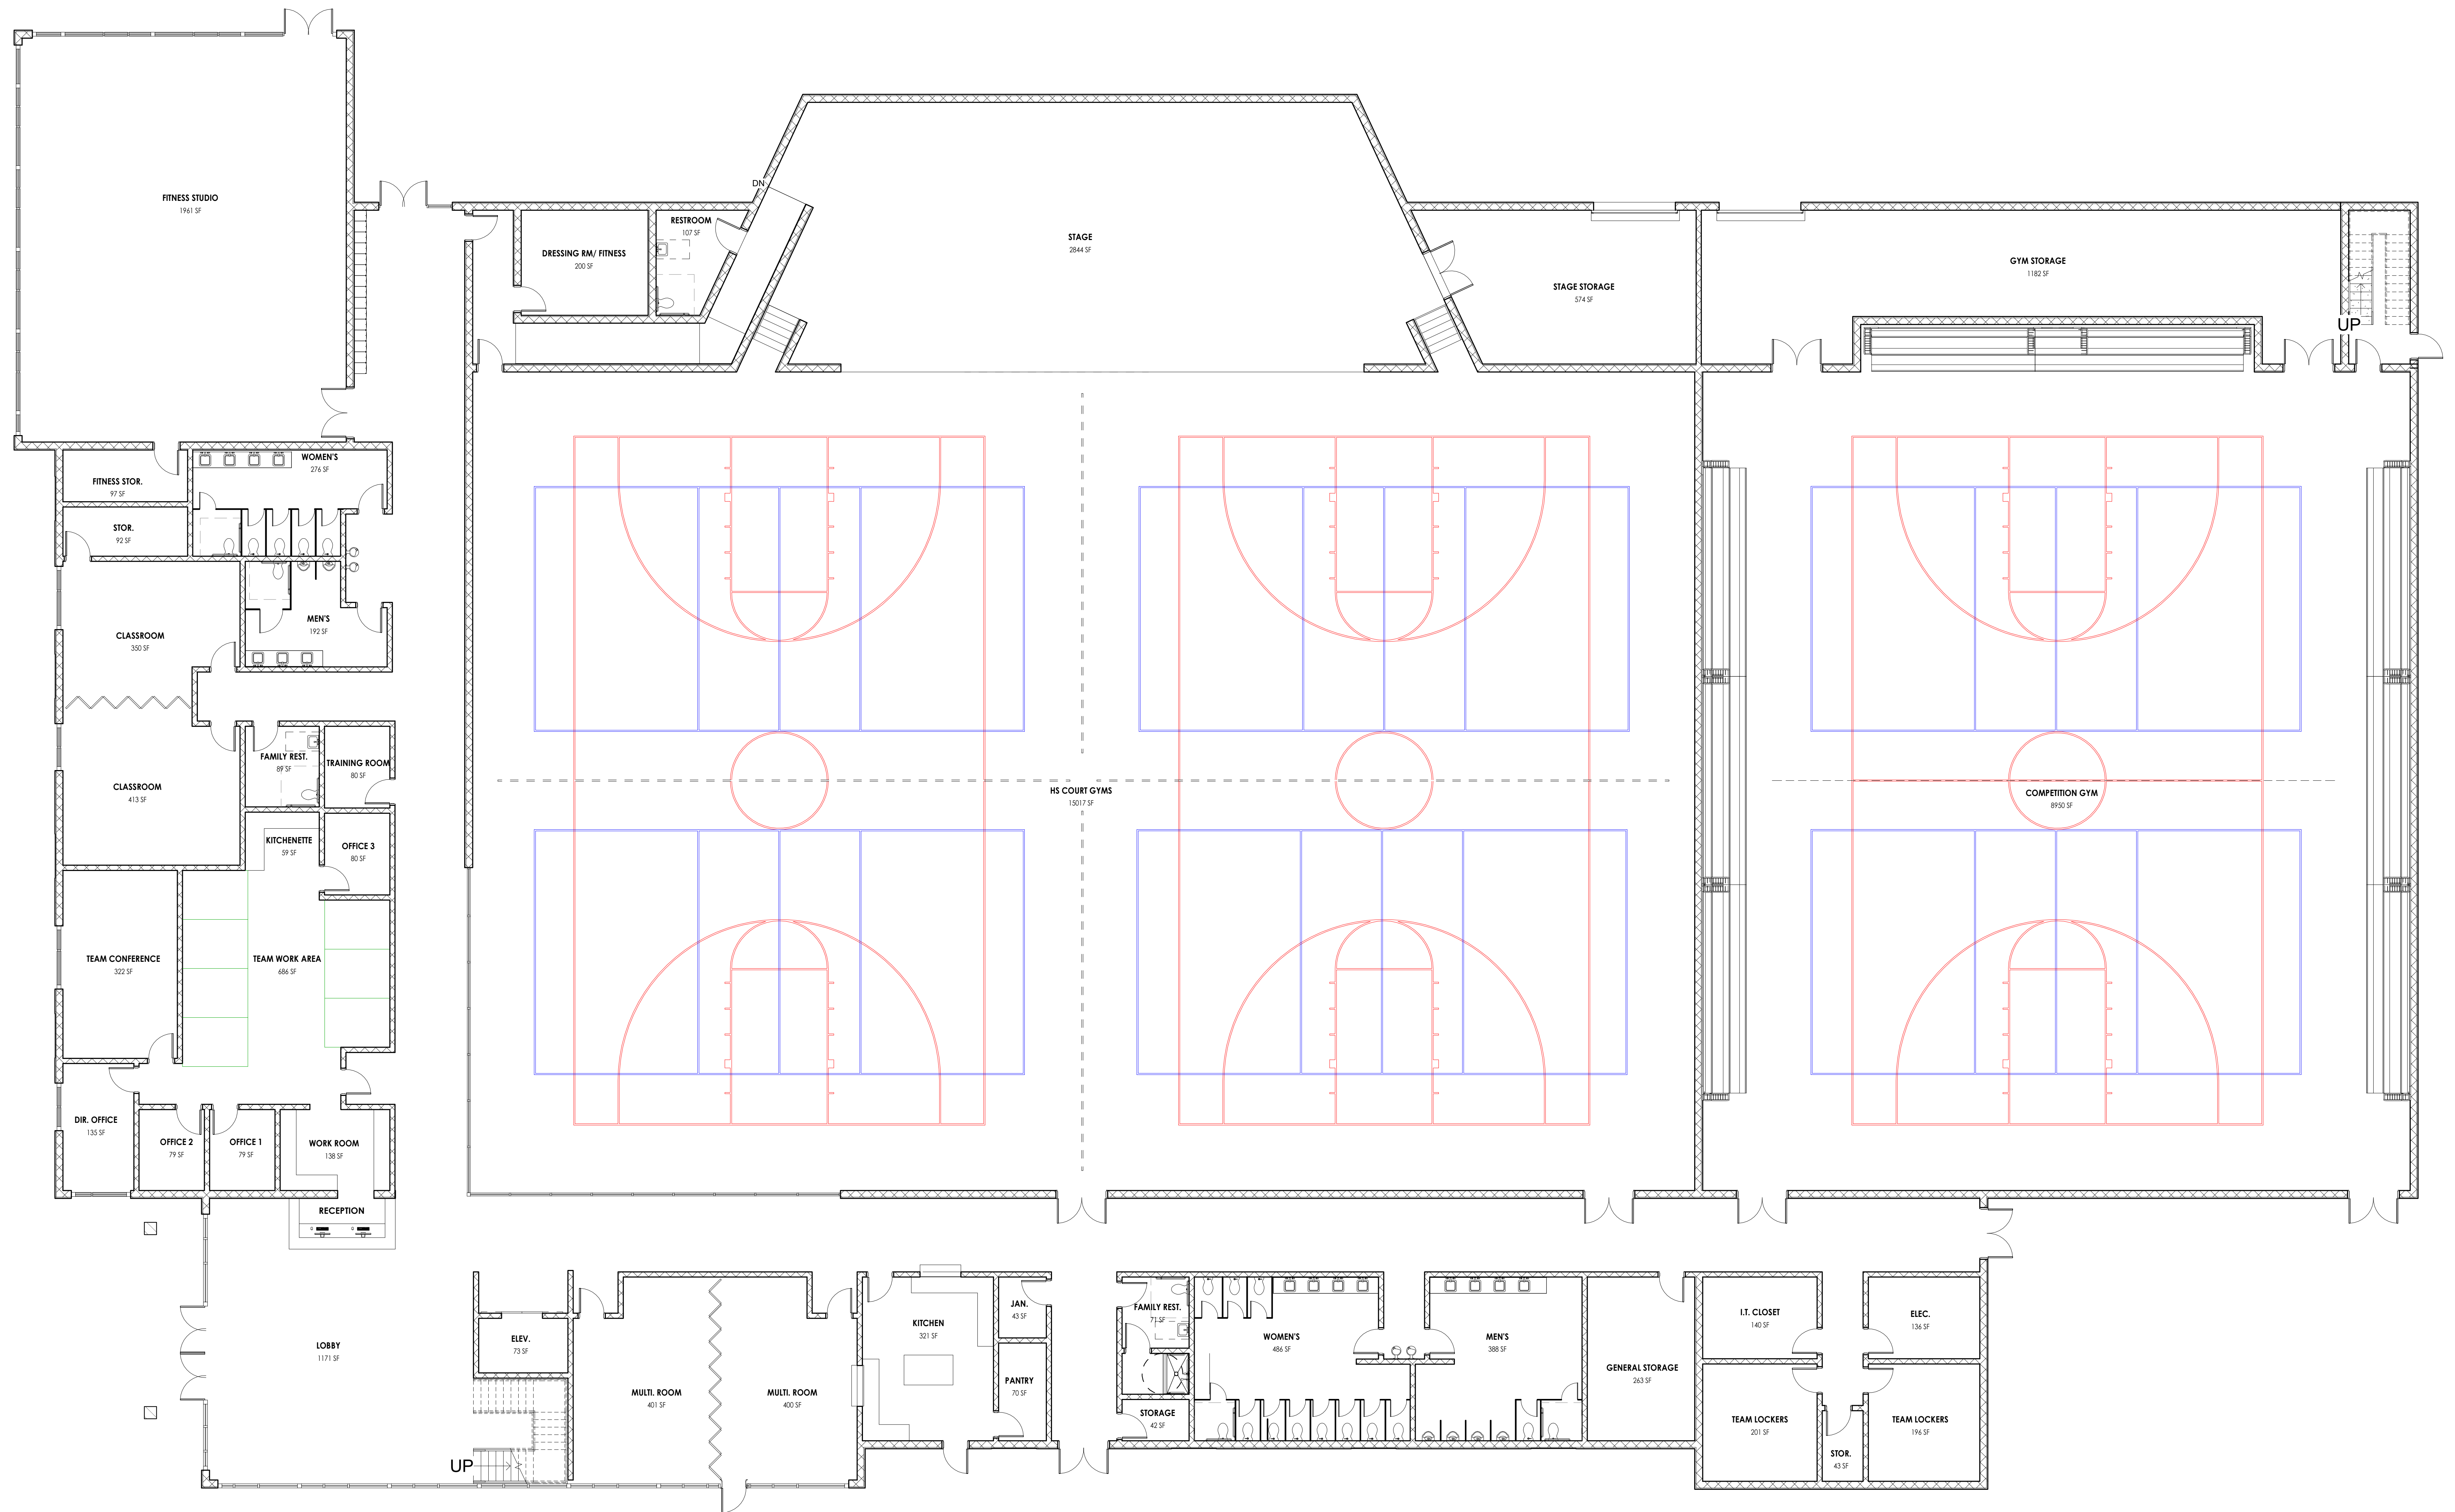 FITNESS STUDIO
1961 SF
DN
RESTROOM
107 SF
DRESSING RM/ FITNESS
200 SF
STAGE
2844 SF
STAGE STORAGE
574 SF
GYM STORAGE
1182 SF
UP
WOMEN'S
276 SF
FITNESS STOR.
97 SF
STOR.
92 SF
MEN'S
192 SF
CLASSROOM
350 SF
FAMILY REST.
89 SF
TRAINING ROOM
80 SF
CLASSROOM
413 SF
HS COURT GYMS
15017 SF
COMPETITION GYM
8950 SF
KITCHENETTE
59 SF
OFFICE 3
80 SF
TEAM CONFERENCE
322 SF
TEAM WORK AREA
686 SF
DIR. OFFICE
135 SF
OFFICE 2
79 SF
OFFICE 1
79 SF
WORK ROOM
138 SF
RECEPTION
LOBBY
1171 SF
ELEV.
73 SF
UP
MULTI. ROOM
401 SF
MULTI. ROOM
400 SF
KITCHEN
321 SF
JAN.
43 SF
PANTRY
70 SF
FAMILY REST.
71 SF
STORAGE
42 SF
WOMEN'S
486 SF
MEN'S
388 SF
GENERAL STORAGE
263 SF
I.T. CLOSET
140 SF
ELEC.
136 SF
TEAM LOCKERS
201 SF
TEAM LOCKERS
196 SF
STOR.
43 SF